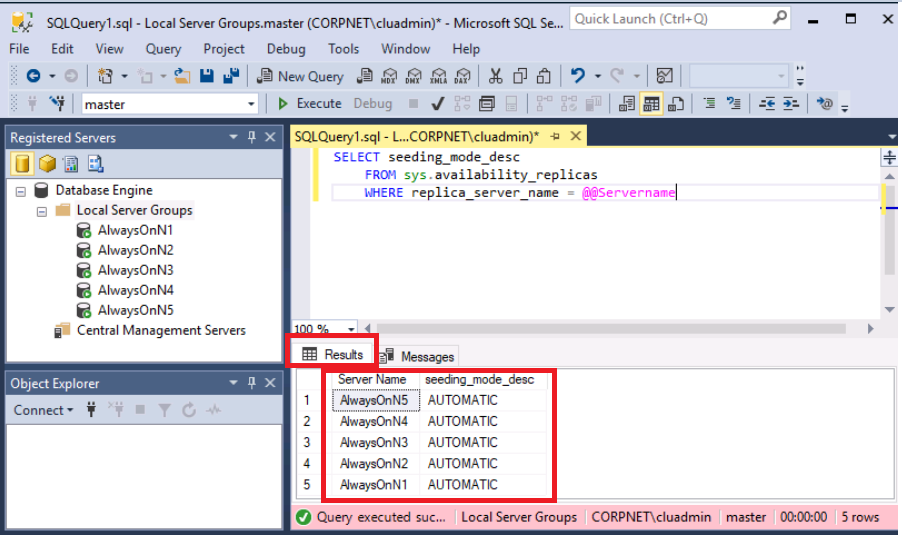 SQLQuery1.sql - Local Server Groups.master (CORPNET\cluadmin)* - Microsoft SQL Se...
Quick Launch (Ctrl+Q)
File Edit View Query Project Debug Tools Window Help
New Query MDX DMX XMLA DAX
master Execute Debug
Registered Servers
SQLQuery1.sql - L...CORPNET\cluadmin)*
Database Engine
Local Server Groups
AlwaysOnN1
AlwaysOnN2
AlwaysOnN3
AlwaysOnN4
AlwaysOnN5
Central Management Servers
SELECT seeding_mode_desc
FROM sys.availability_replicas
WHERE replica_server_name = @@Servername
100 %
Results Messages
Object Explorer
Connect
Server Name seeding_mode_desc
1 AlwaysOnN5 AUTOMATIC
2 AlwaysOnN4 AUTOMATIC
3 AlwaysOnN3 AUTOMATIC
4 AlwaysOnN2 AUTOMATIC
5 AlwaysOnN1 AUTOMATIC
Query executed suc... Local Server Groups CORPNET\cluadmin master 00:00:00 5 rows